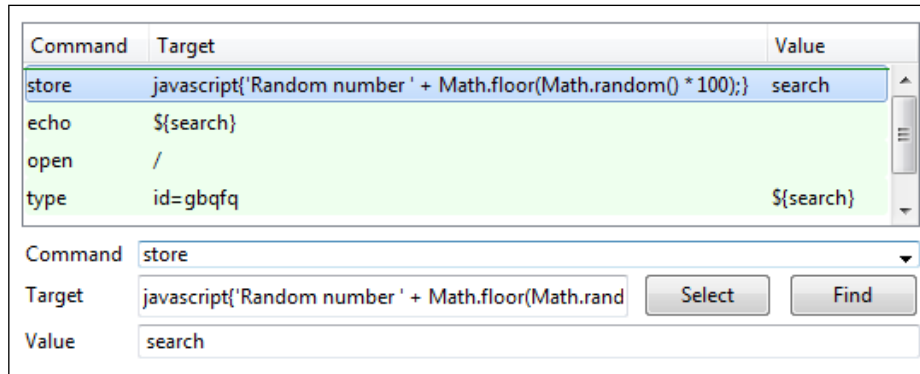 Command Target Value
store javascript{'Random number ' + Math.floor(Math.random() *100);} search
echo ${search}
open /
type id=gbqfq ${search}
Command store
Target javascript{'Random number ' + Math.floor(Math.rand Select Find
Value search